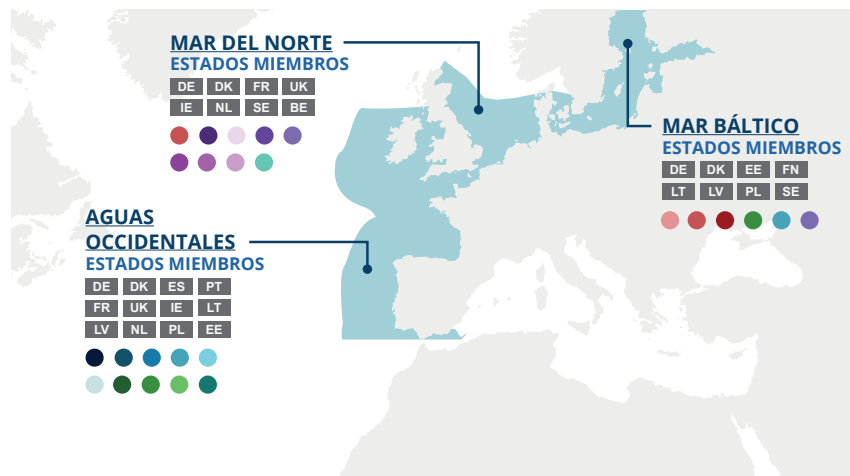 MAR DEL NORTE
ESTADOS MIEMBROS
DE DK FR UK
IE NL SE BE
MAR BÁLTICO
ESTADOS MIEMBROS
DE DK EE FN
LT LV PL SE
AGUAS
OCCIDENTALES
ESTADOS MIEMBROS
DE DK ES PT
FR UK IE LT
LV NL PL EE